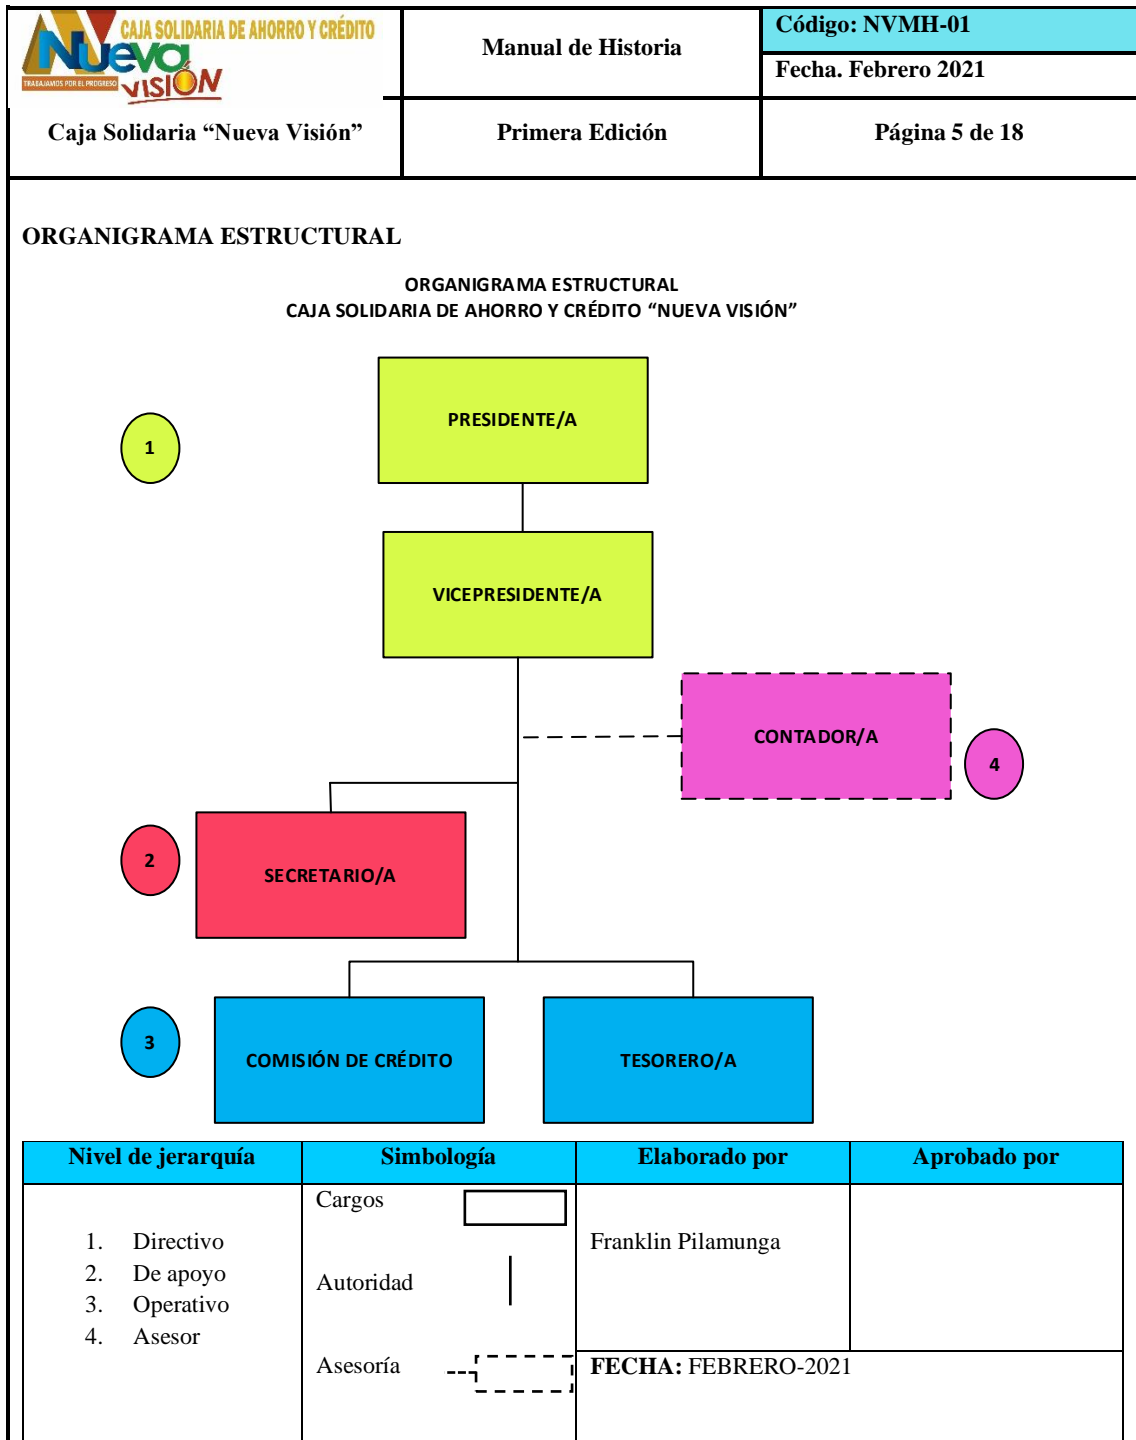 CAJA SOLIDARIA DE AHORRO Y CRÉDITO
Nueva
TRABAJAMOS POR EL PROGRESO
VISIÓN
Manual de Historia
Código: NVMH-01
Fecha. Febrero 2021
Caja Solidaria “Nueva Visión”
Primera Edición
Página 5 de 18
ORGANIGRAMA ESTRUCTURAL
ORGANIGRAMA ESTRUCTURAL
CAJA SOLIDARIA DE AHORRO Y CRÉDITO “NUEVA VISIÓN”
PRESIDENTE/A
1
VICEPRESIDENTE/A
CONTADOR/A
4
2
SECRETARIO/A
3
COMISIÓN DE CRÉDITO
TESORERO/A
Nivel de jerarquía
Simbología
Elaborado por
Aprobado por
1. Directivo
2. De apoyo
3. Operativo
4. Asesor
Cargos
Autoridad
Asesoría
Franklin Pilamunga
FECHA: FEBRERO-2021